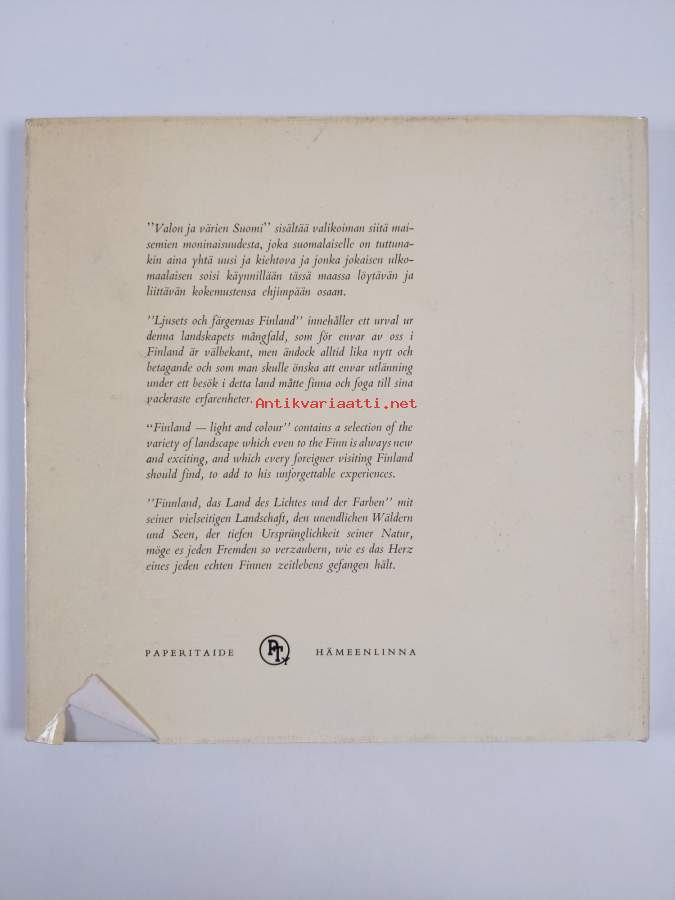 ”Valon ja värien Suomi” sisältää valikoiman siitä mai-
semien moninaisuudesta, joka suomalaiselle on tuttuna-
kin aina yhtä uusi ja kiehtova ja jonka jokaisen ulko-
maalaisen soisi käynnillään tässä maassa löytävän ja
liittävän kokemustensa ehjimpään osaan.
”Ljusets och färgernas Finland” innehåller ett urval ur
denna landskapets mångfald, som för envar av oss i
Finland är välbekant, men ändock alltid lika nytt och
betagande och som man skulle önska att envar utlänning
under ett besök i detta land måtte finna och foga till sina
vackraste erfarenheter.
Antikvariaatti.net
“Finland — light and colour” contains a selection of the
variety of landscape which even to the Finn is always new
and exciting, and which every foreigner visiting Finland
should find, to add to his unforgettable experiences.
”Finnland, das Land des Lichtes und der Farben” mit
seiner vielseitigen Landschaft, den unendlichen Wäldern
und Seen, der tiefen Ursprünglichkeit seiner Natur,
möge es jeden Fremden so verzaubern, wie es das Herz
eines jeden echten Finnen zeitlebens gefangen hält.
PAPERITAIDE PT HÄMEENLINNA